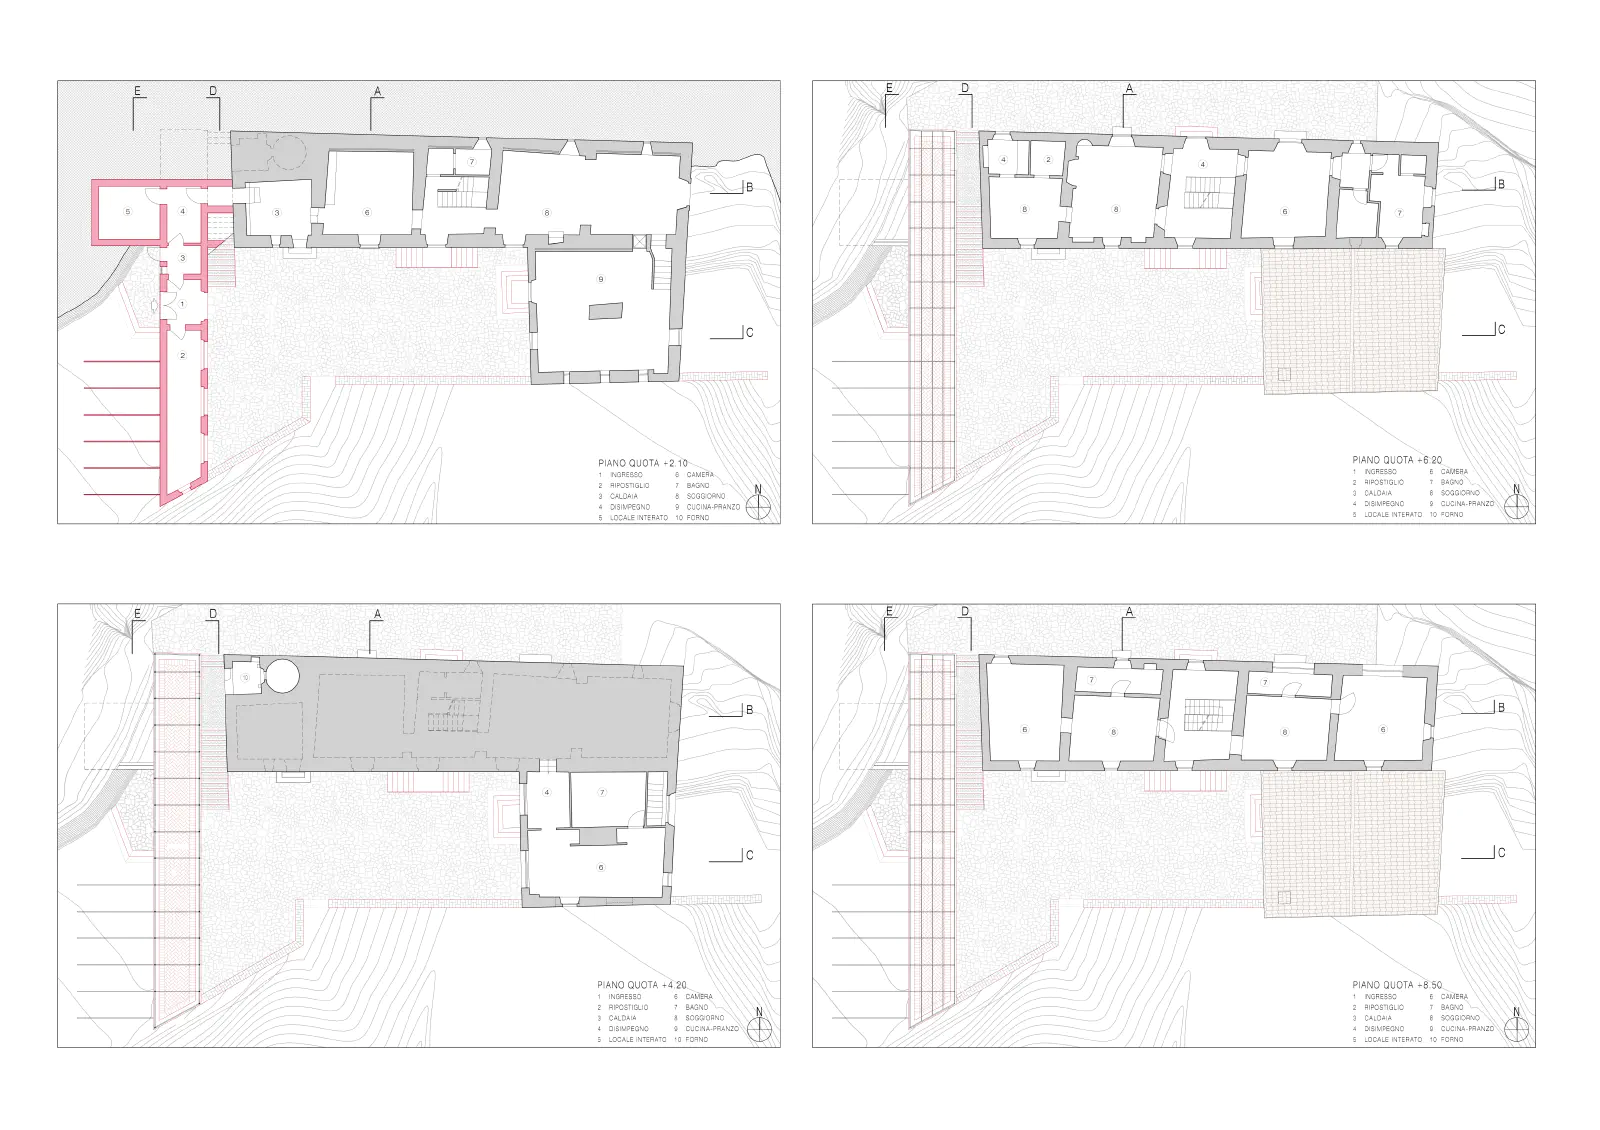 E D A
7
B
5 4 3 6 8
3
9
1
C
2
PIANO QUOTA +2.10
1 INGRESSO 6 CAMERA
2 RIPOSTIGLIO 7 BAGNO
3 CALDAIA 8 SOGGIORNO
4 DISIMPEGNO 9 CUCINA-PRANZO
5 LOCALE INTERATO 10 FORNO
N
E D A
4 2 4
B
8 8 6 7
C
PIANO QUOTA +6.20
1 INGRESSO 6 CAMERA
2 RIPOSTIGLIO 7 BAGNO
3 CALDAIA 8 SOGGIORNO
4 DISIMPEGNO 9 CUCINA-PRANZO
5 LOCALE INTERATO 10 FORNO
N
E D A
10
B
4 7
C
6
PIANO QUOTA +4.20
1 INGRESSO 6 CAMERA
2 RIPOSTIGLIO 7 BAGNO
3 CALDAIA 8 SOGGIORNO
4 DISIMPEGNO 9 CUCINA-PRANZO
5 LOCALE INTERATO 10 FORNO
N
E D A
7 7
B
6 8 8 6
C
PIANO QUOTA +8.50
1 INGRESSO 6 CAMERA
2 RIPOSTIGLIO 7 BAGNO
3 CALDAIA 8 SOGGIORNO
4 DISIMPEGNO 9 CUCINA-PRANZO
5 LOCALE INTERATO 10 FORNO
N